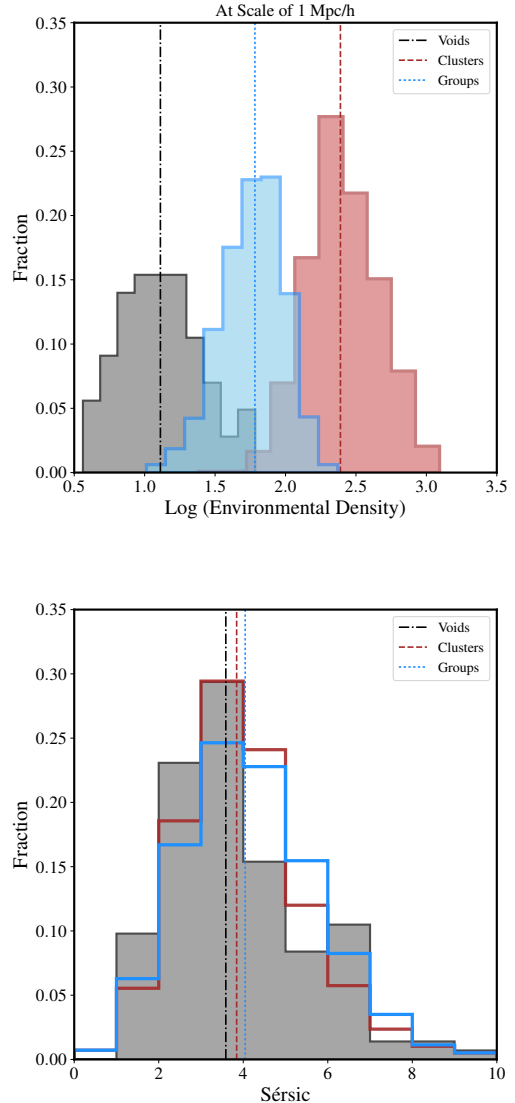 At Scale of 1 Mpc/h
0.35
0.30
0.25
0.20
0.15
0.10
0.05
0.00
Fraction
Voids
Clusters
Groups
0.5 1.0 1.5 2.0 2.5 3.0 3.5
Log (Environmental Density)
0.35
0.30
0.25
0.20
0.15
0.10
0.05
0.00
Fraction
Voids
Clusters
Groups
0 2 4 6 8 10
Sérsic